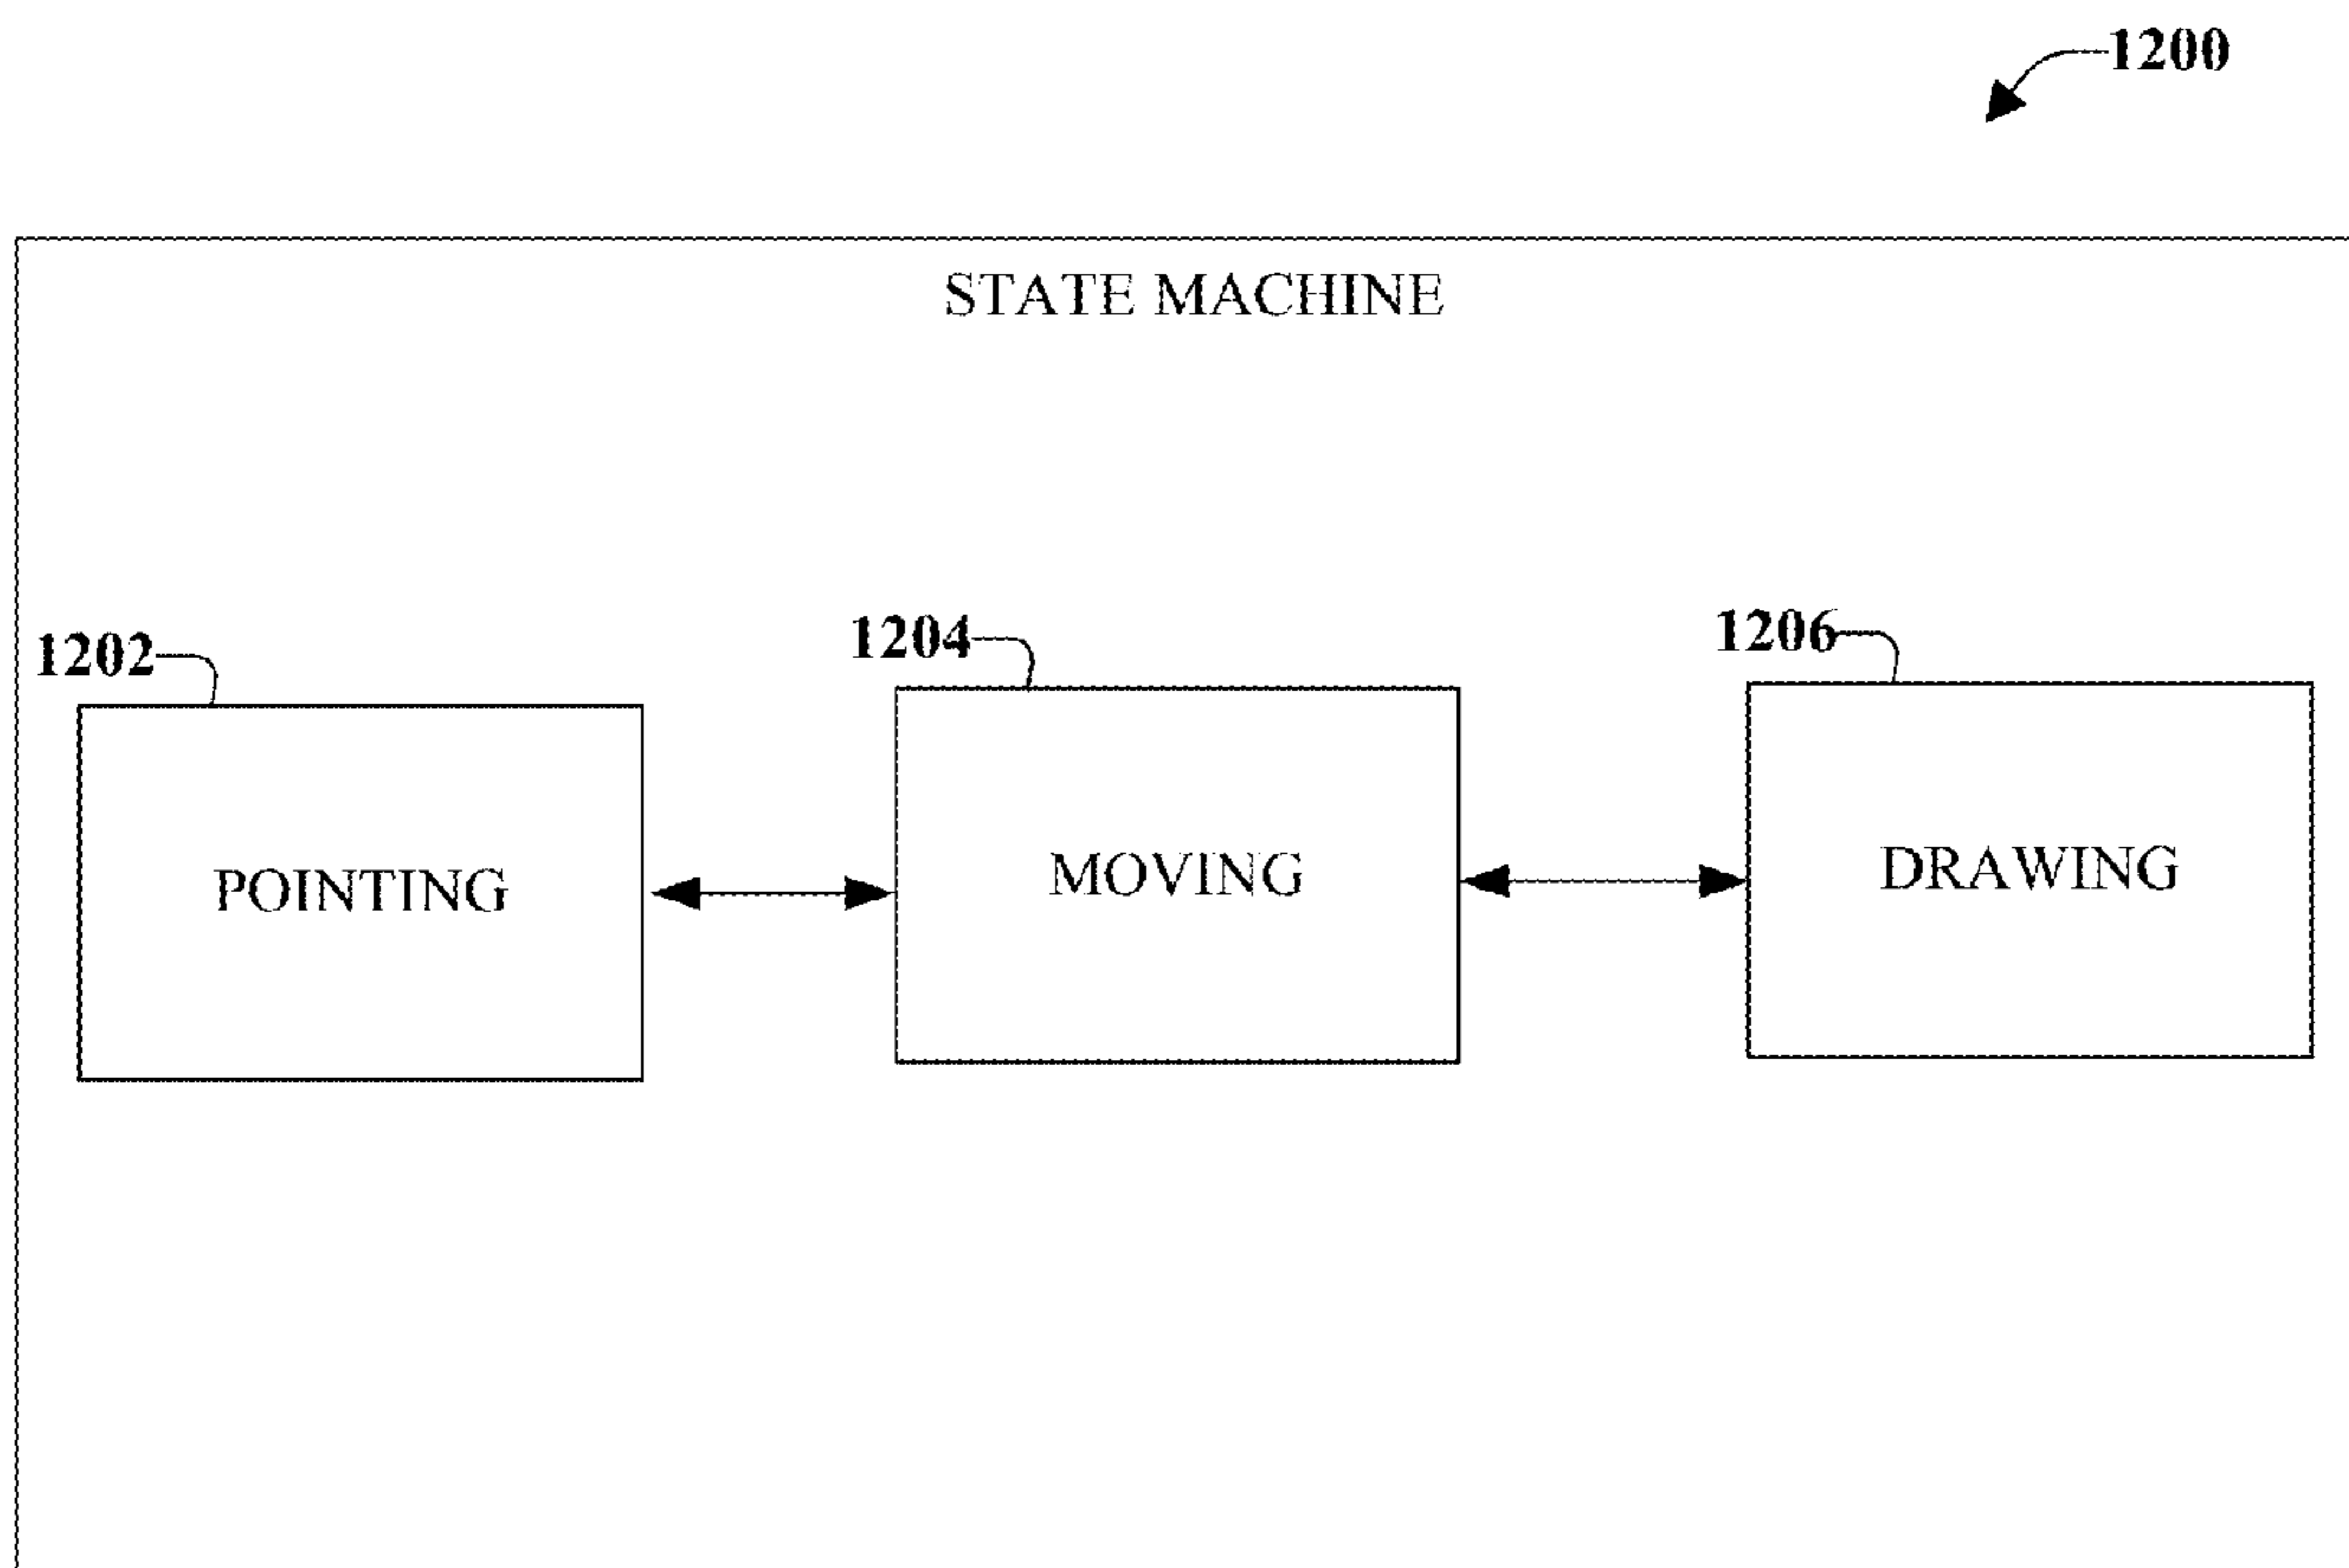 1200
STATE MACHINE
1202
1204
1206
POINTING
MOVING
DRAWING